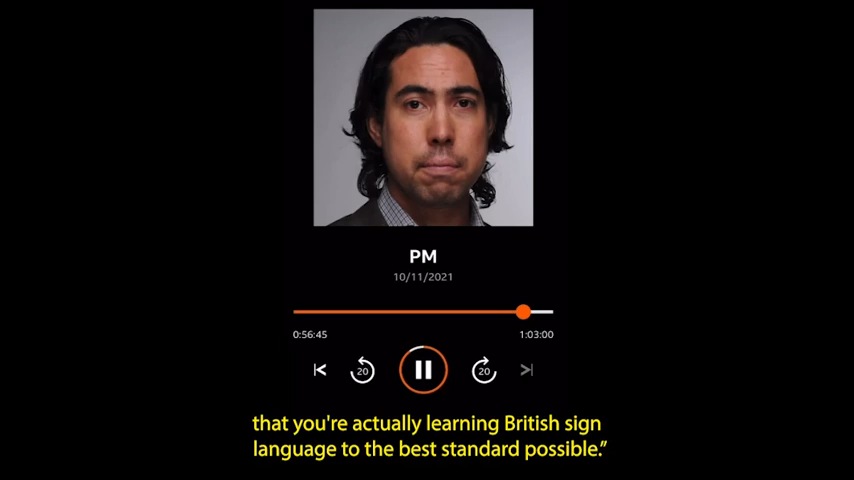 PM
10/11/2021
0:56:45 1:03:00
20 20
that you're actually learning British sign
language to the best standard possible.”